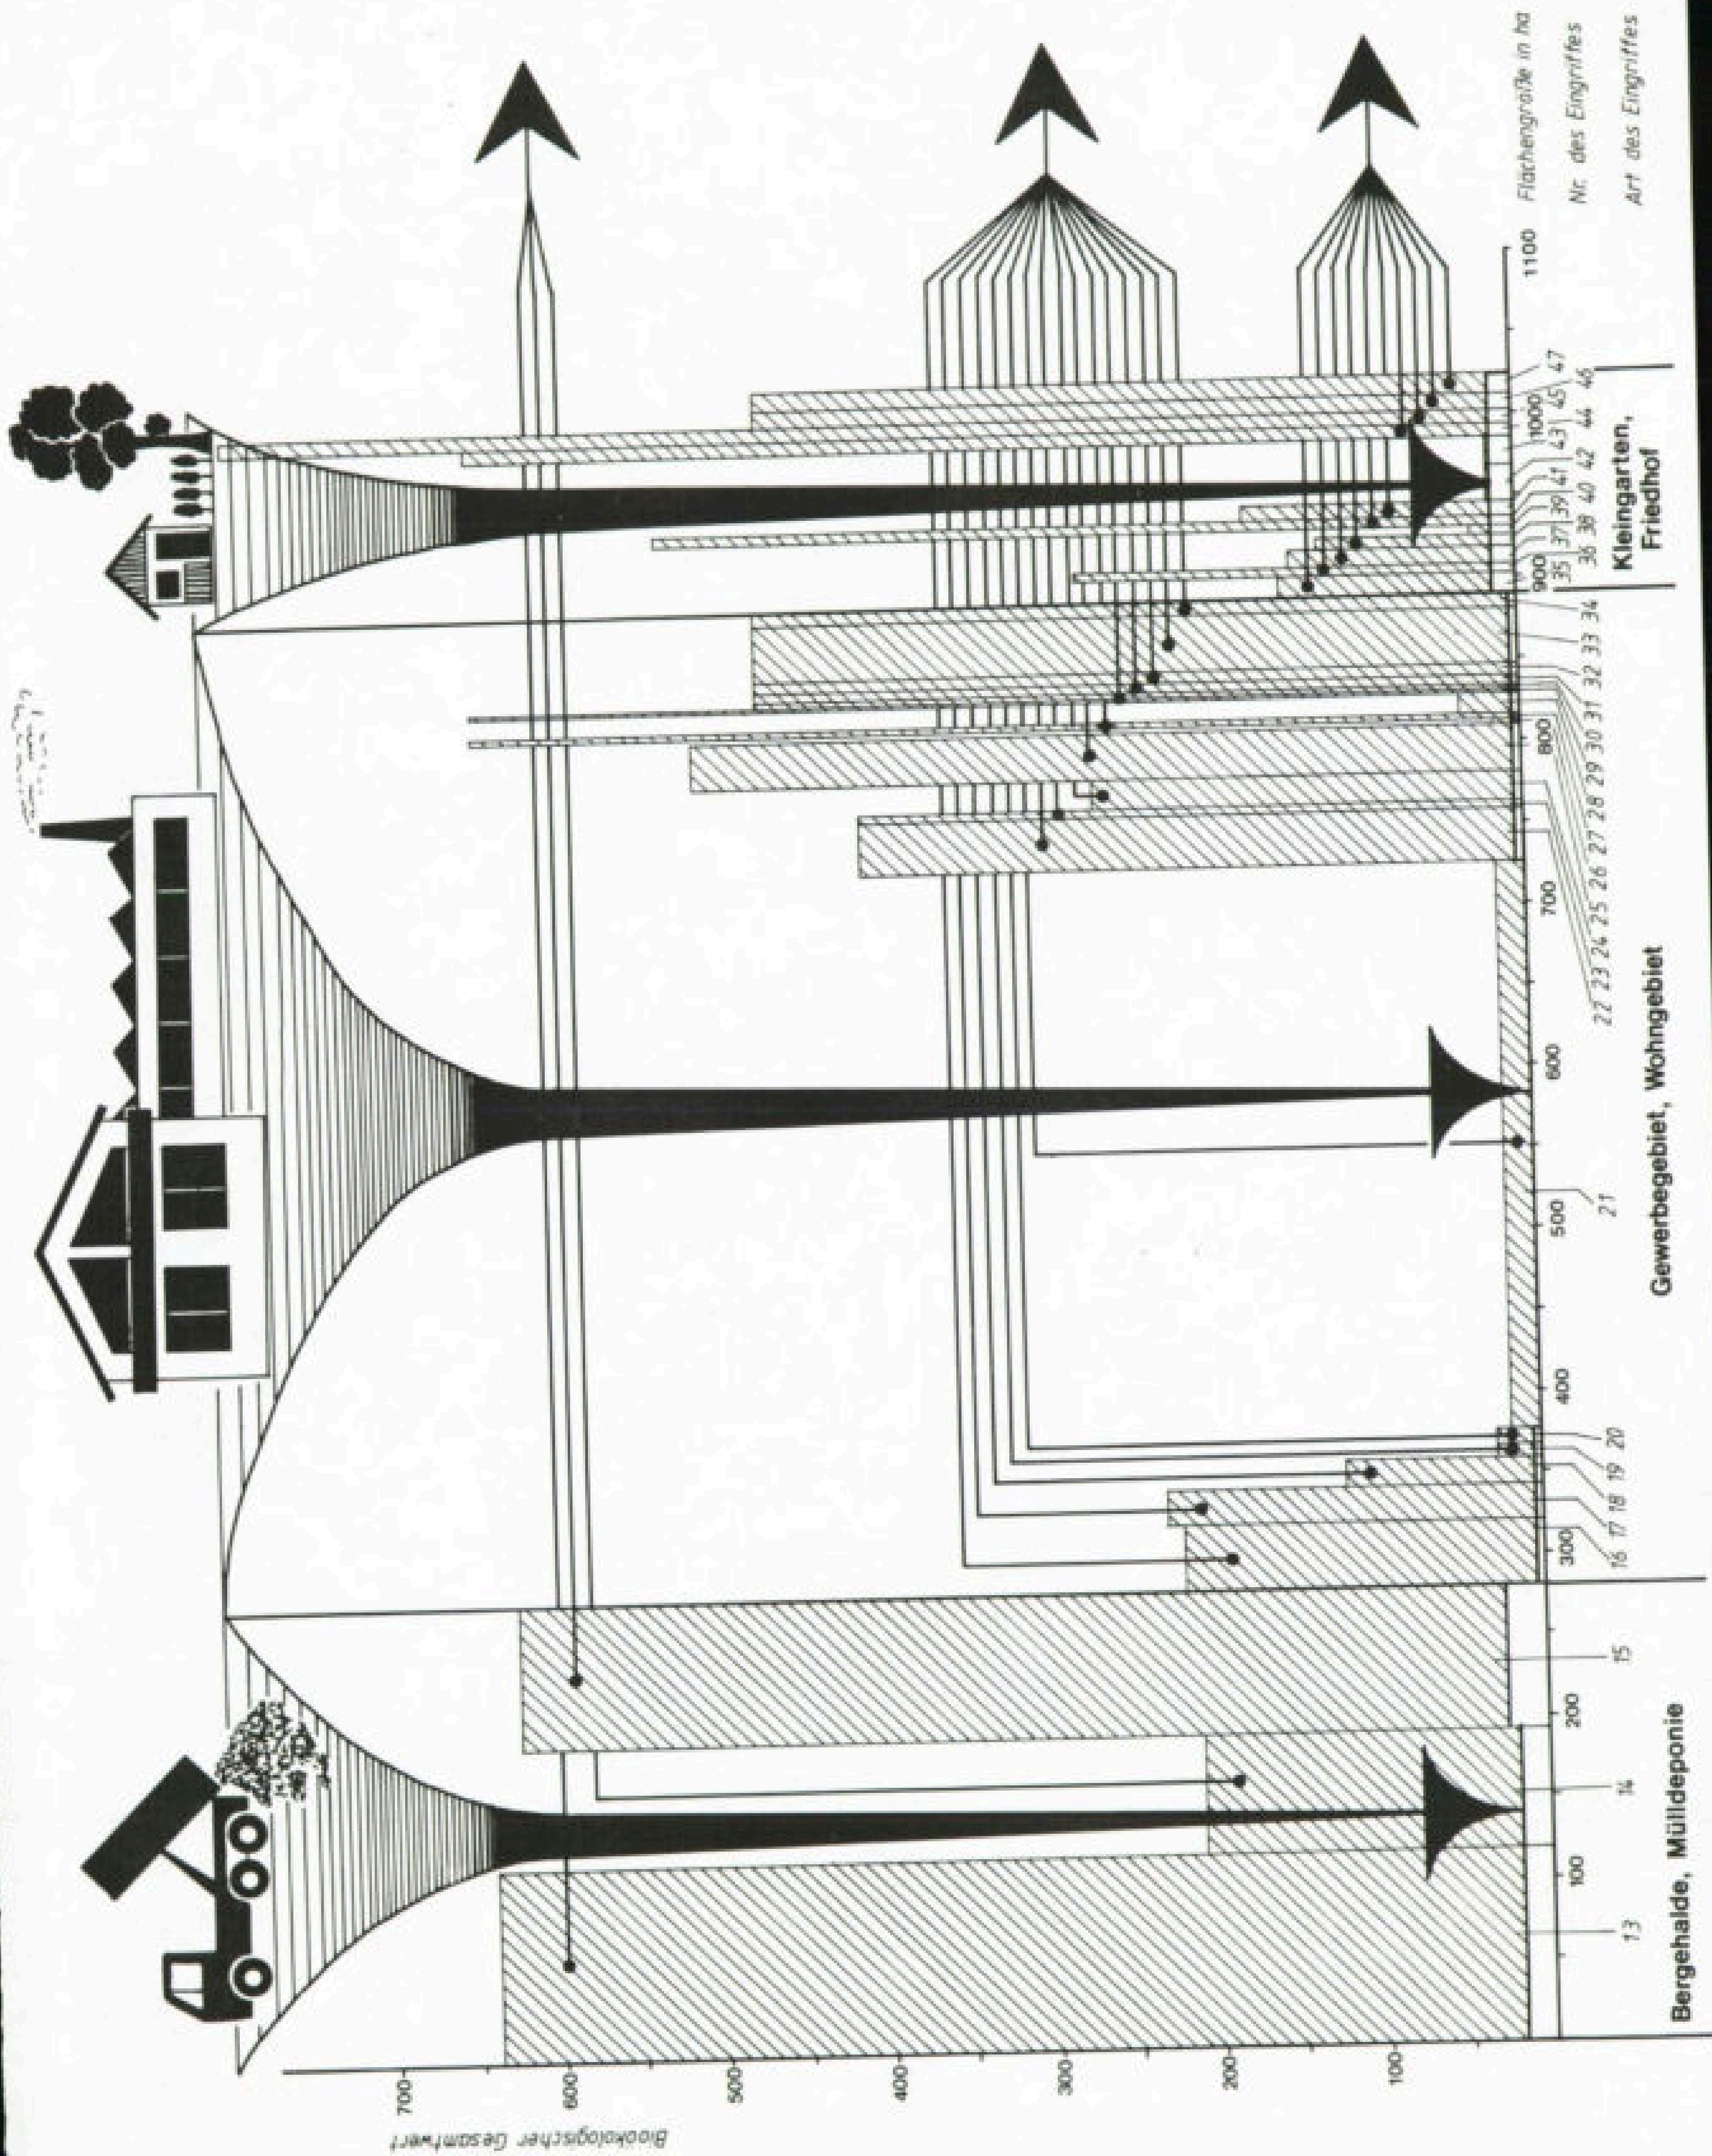 Bioökologischer Gesamtwert
700
600
500
400
300
200
100
100 200 300 400 500 600 700 800 900 1000 1100 Flächengröße in ha
13 14 15 16 17 18 19 20 21 22 23 24 25 26 27 28 29 30 31 32 33 34 35 36 37 38 39 40 41 42 43 44 45 46 47 Nr. des Eingriffes
Bergehalde, Mülldeponie
Gewerbegebiet, Wohngebiet
Kleingarten,
Friedhof
Art des Eingriffes